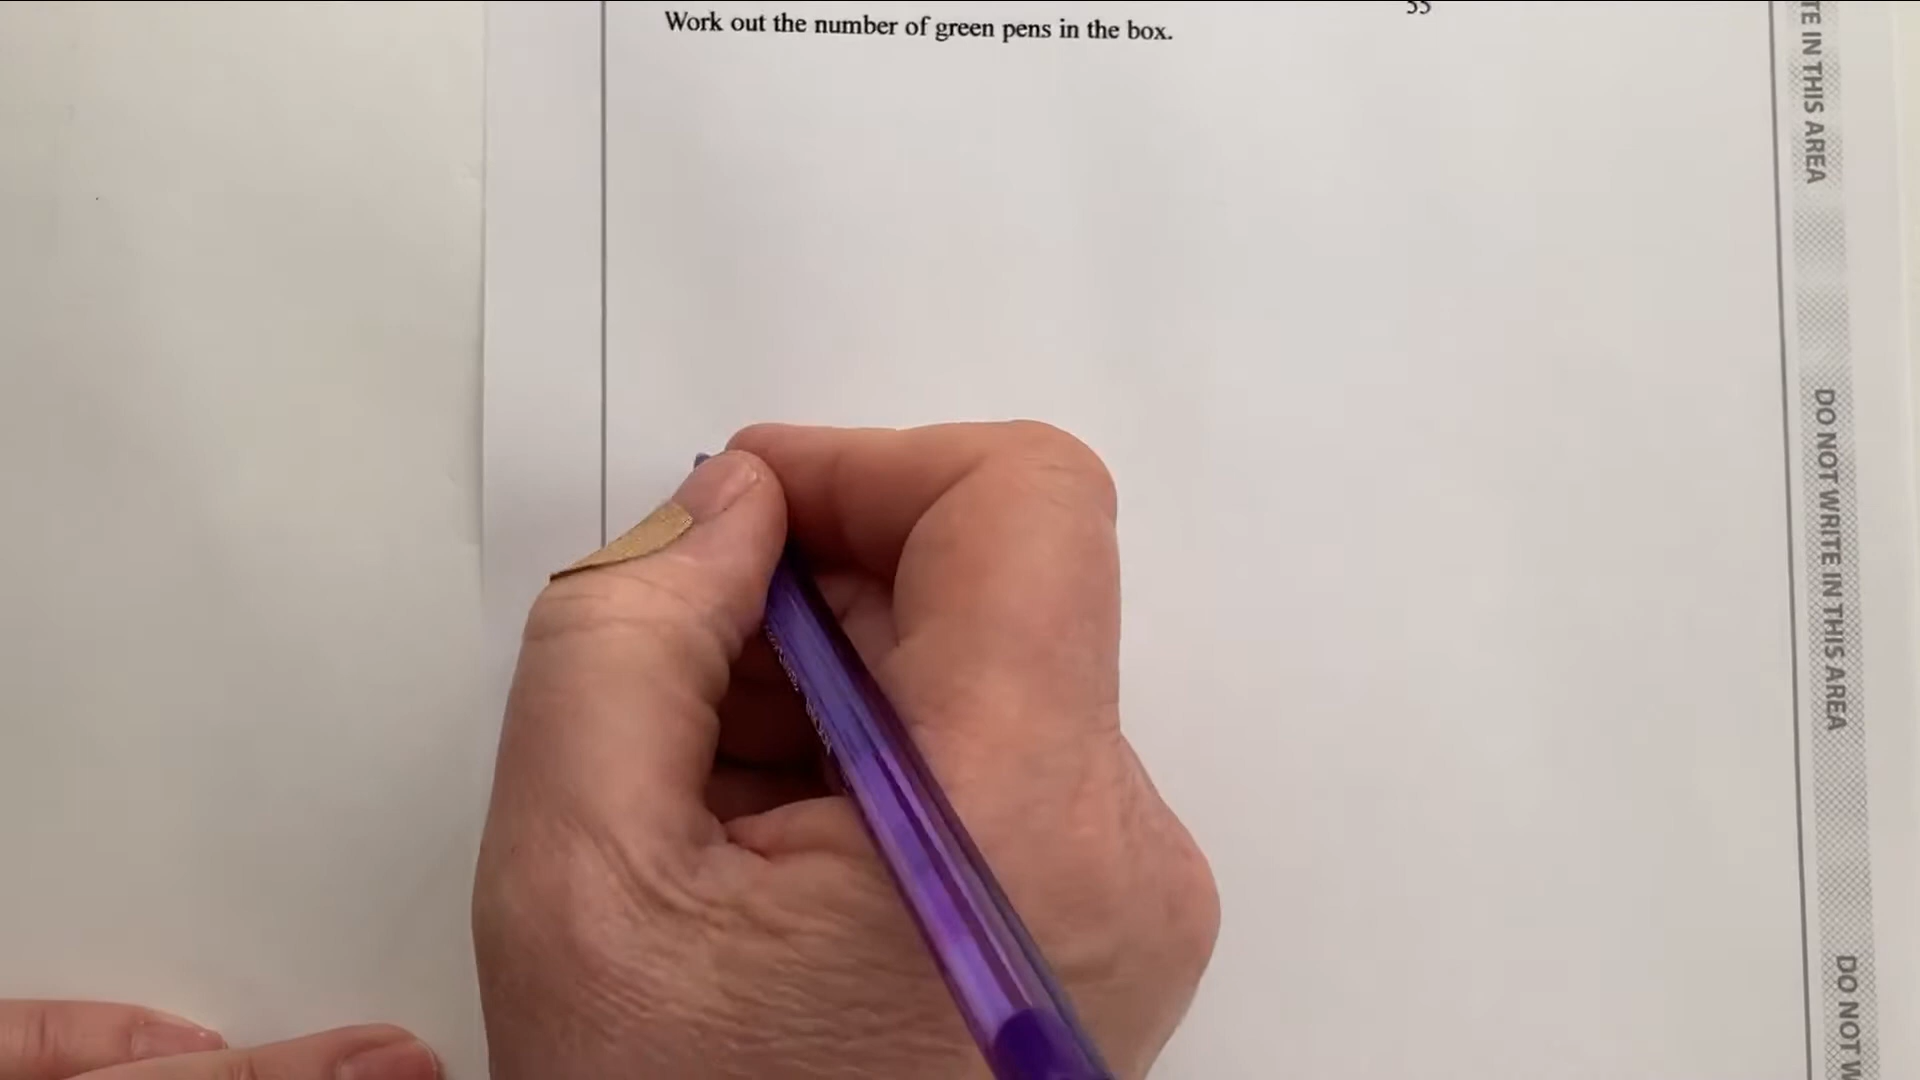 55
Work out the number of green pens in the box.
TE IN THIS AREA
DO NOT WRITE IN THIS AREA
DO NOT W